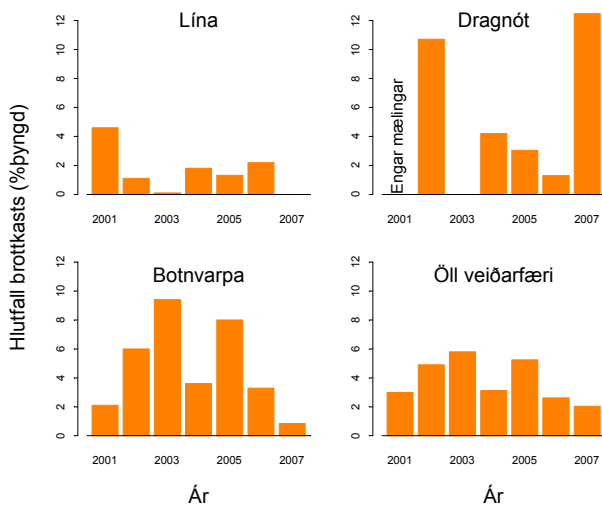 Lína
Dragnót
Hlutfall brottkasts (%þyngd)
0 2 4 6 8 10 12
2001 2003 2005 2007
0 2 4 6 8 10 12
Engar mælingar
2001 2003 2005 2007
Botnvarpa
Öll veiðarfæri
0 2 4 6 8 10 12
2001 2003 2005 2007
0 2 4 6 8 10 12
2001 2003 2005 2007
Ár
Ár